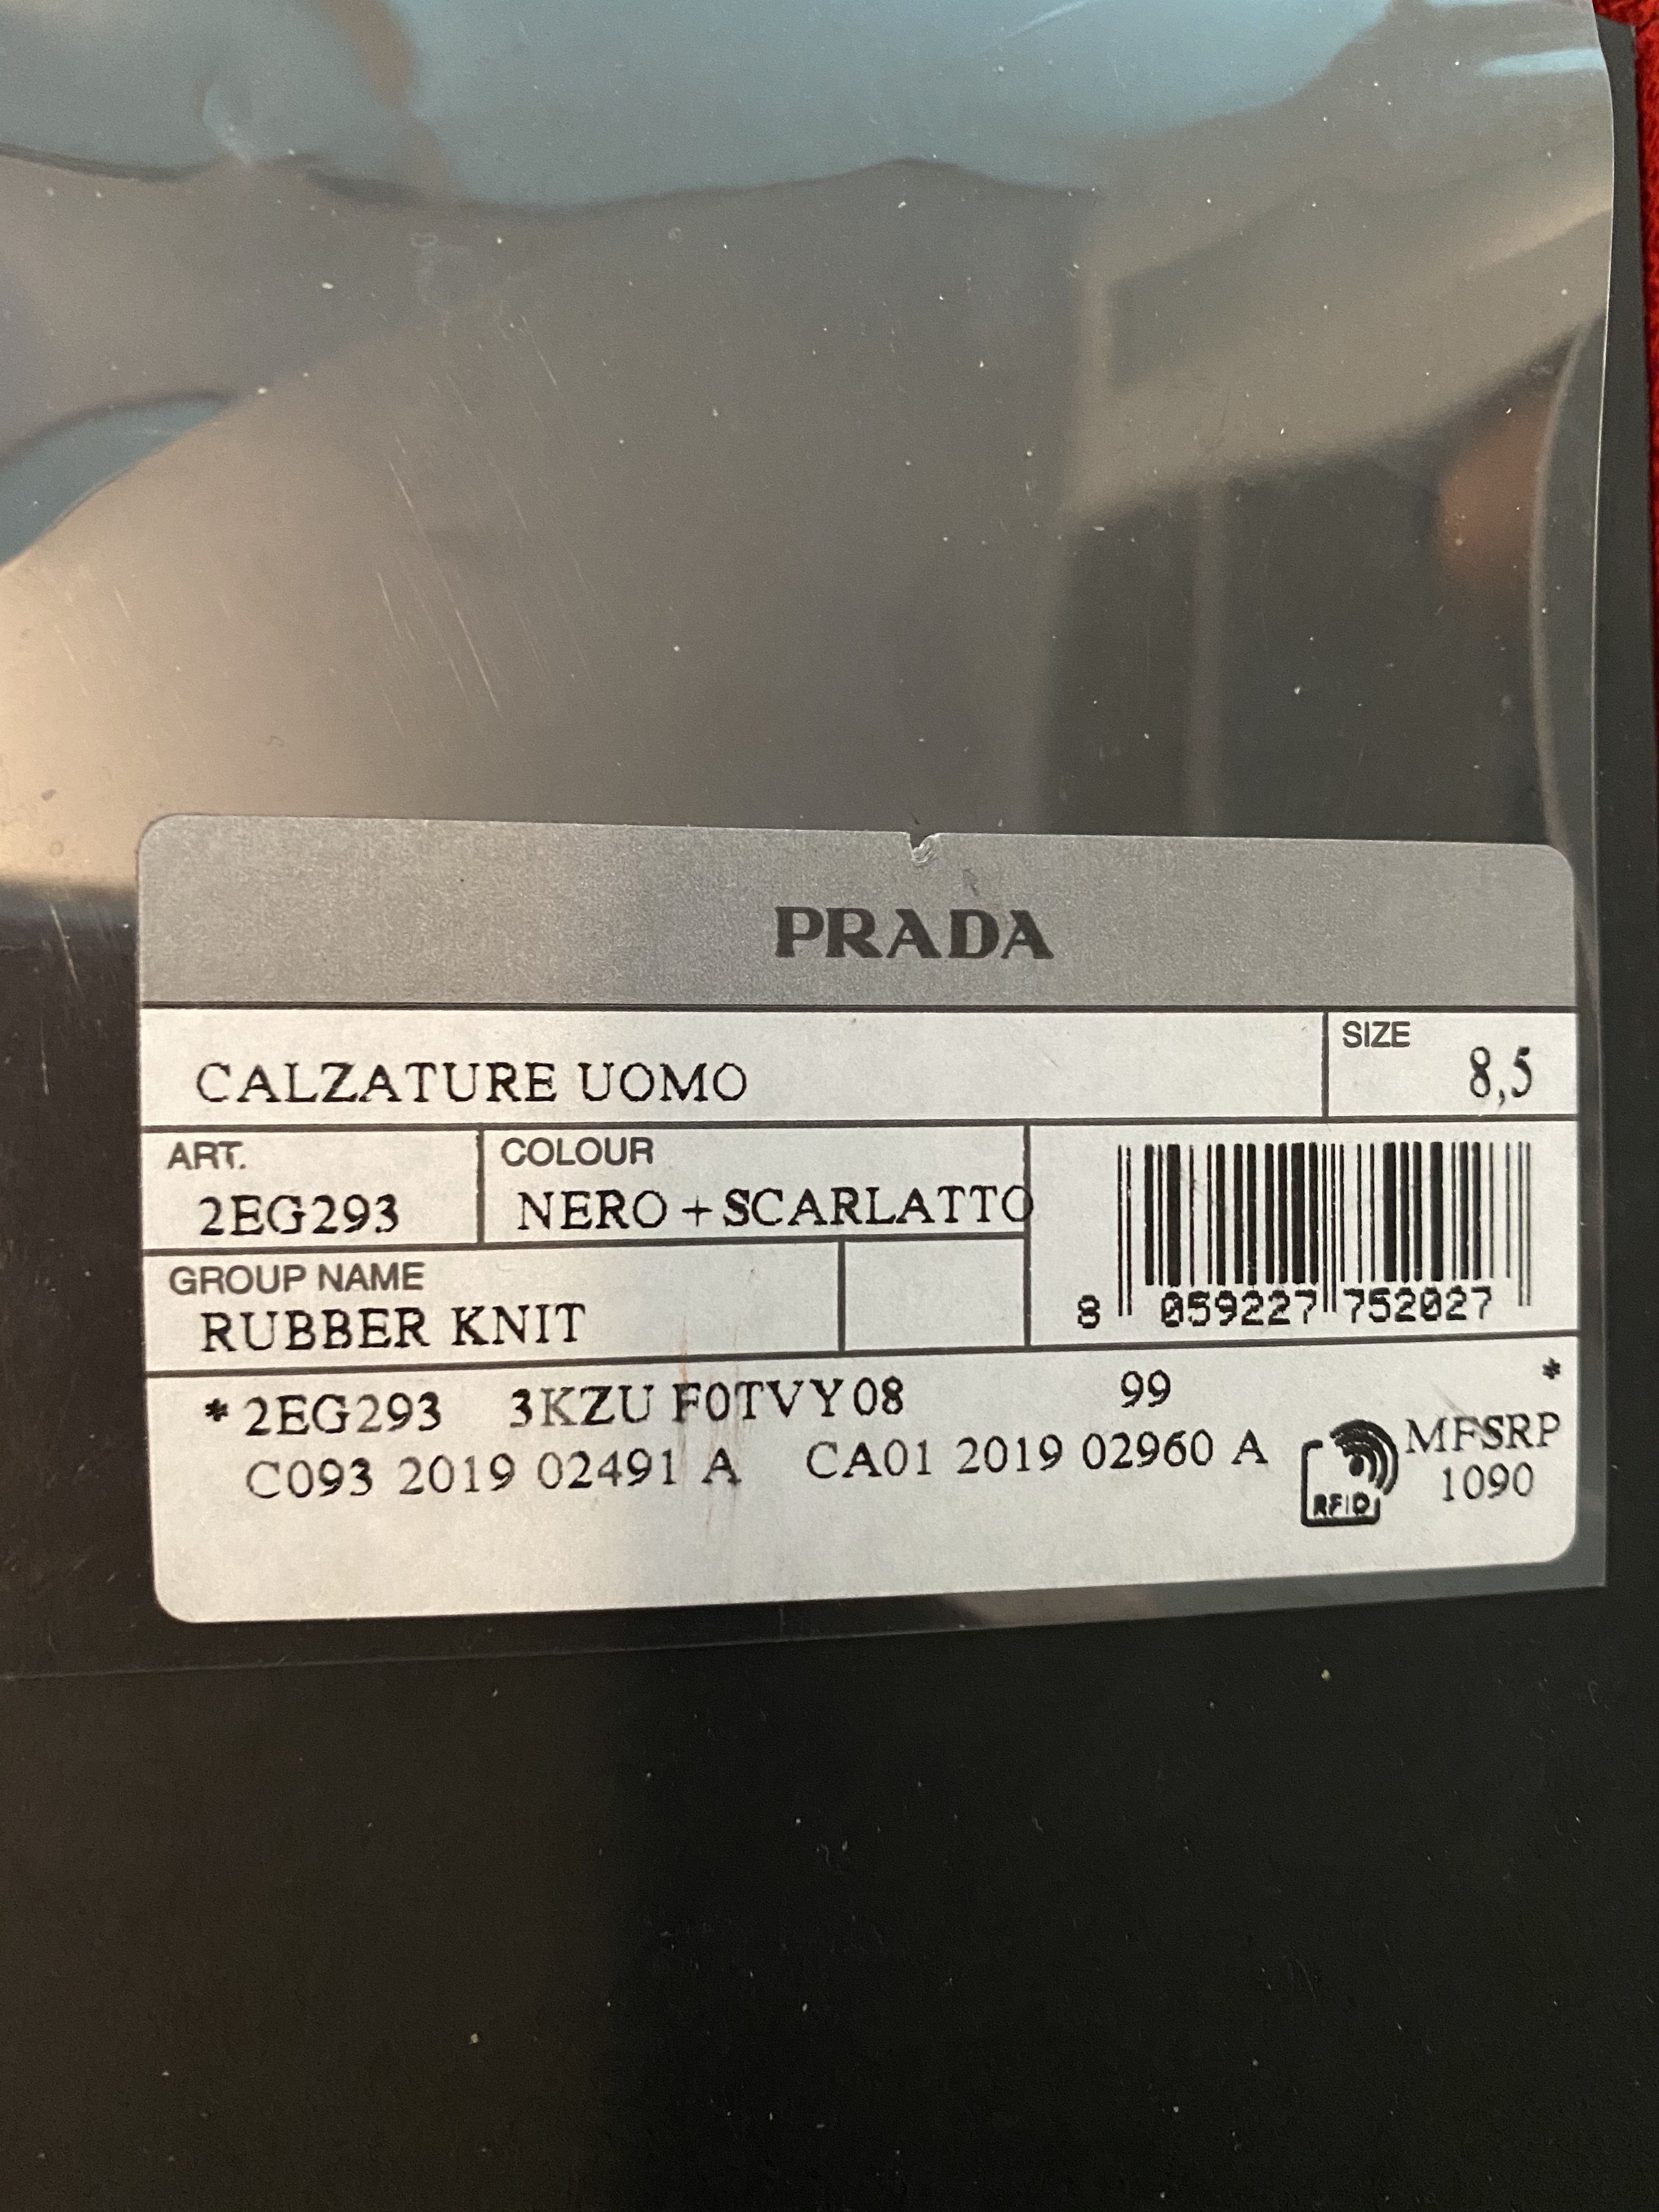 PRADA
CALZATURE UOMO
SIZE
8,5
ART.
2EG293
COLOUR
NERO+SCARLATTO
GROUP NAME
RUBBER KNIT
8 059227 752027
*2EG293 3KZU F0TVY08 99 *
C093 2019 02491 A CA01 2019 02960 A
RFID
MFSRP
1090